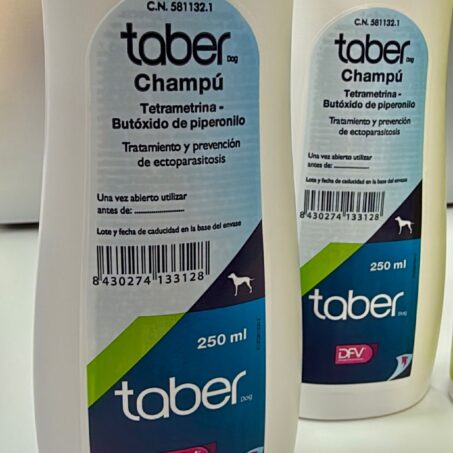 C.N. 581132.1
taber Dog
Champú
Tetrametrina -
Butóxido de piperonilo
Tratamiento y prevención
de ectoparasitosis
Una vez abierto utilizar
antes de: ....................
Lote y fecha de caducidad en la base del envase
8 430274 133128
250 ml
taber Dog
C.N. 581132.1
taber Dog
Champú
Tetrametrina -
Butóxido de piperonilo
Tratamiento y prevención
de ectoparasitosis
Una vez abierto utilizar
antes de: ....................
Lote y fecha de caducidad en la base del envase
8 430274 133128
250 ml
taber Dog
DFV